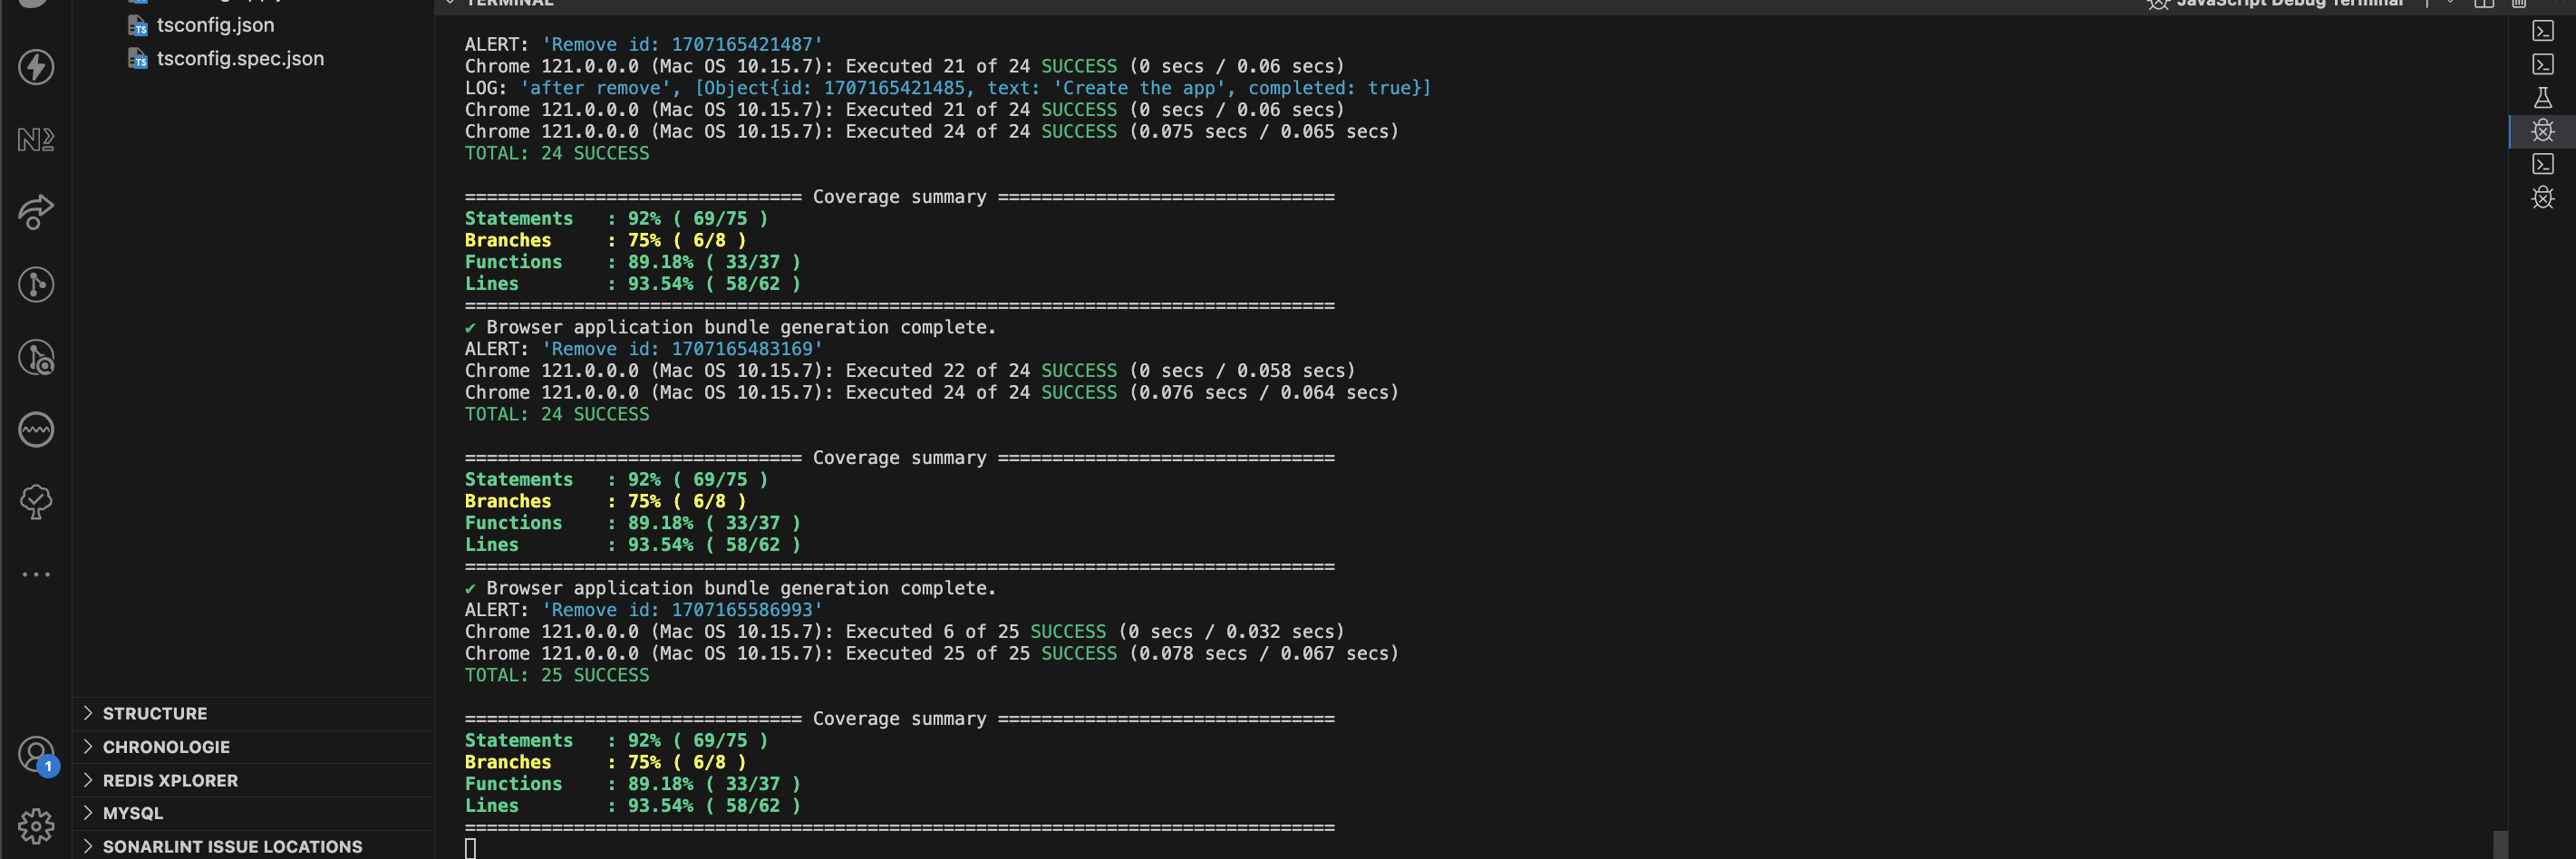 tsconfig.json
tsconfig.spec.json
STRUCTURE
CHRONOLOGIE
REDIS XPLORER
MYSQL
SONARLINT ISSUE LOCATIONS
1
TERMINAL
JavaScript Debug Terminal
ALERT: 'Remove id: 1707165421487'
Chrome 121.0.0.0 (Mac OS 10.15.7): Executed 21 of 24 SUCCESS (0 secs / 0.06 secs)
LOG: 'after remove', [Object{id: 1707165421485, text: 'Create the app', completed: true}]
Chrome 121.0.0.0 (Mac OS 10.15.7): Executed 21 of 24 SUCCESS (0 secs / 0.06 secs)
Chrome 121.0.0.0 (Mac OS 10.15.7): Executed 24 of 24 SUCCESS (0.075 secs / 0.065 secs)
TOTAL: 24 SUCCESS
=============================== Coverage summary ===============================
Statements   : 92% ( 69/75 )
Branches     : 75% ( 6/8 )
Functions    : 89.18% ( 33/37 )
Lines        : 93.54% ( 58/62 )
================================================================================
✔ Browser application bundle generation complete.
ALERT: 'Remove id: 1707165483169'
Chrome 121.0.0.0 (Mac OS 10.15.7): Executed 22 of 24 SUCCESS (0 secs / 0.058 secs)
Chrome 121.0.0.0 (Mac OS 10.15.7): Executed 24 of 24 SUCCESS (0.076 secs / 0.064 secs)
TOTAL: 24 SUCCESS
=============================== Coverage summary ===============================
Statements   : 92% ( 69/75 )
Branches     : 75% ( 6/8 )
Functions    : 89.18% ( 33/37 )
Lines        : 93.54% ( 58/62 )
================================================================================
✔ Browser application bundle generation complete.
ALERT: 'Remove id: 1707165586993'
Chrome 121.0.0.0 (Mac OS 10.15.7): Executed 6 of 25 SUCCESS (0 secs / 0.032 secs)
Chrome 121.0.0.0 (Mac OS 10.15.7): Executed 25 of 25 SUCCESS (0.078 secs / 0.067 secs)
TOTAL: 25 SUCCESS
=============================== Coverage summary ===============================
Statements   : 92% ( 69/75 )
Branches     : 75% ( 6/8 )
Functions    : 89.18% ( 33/37 )
Lines        : 93.54% ( 58/62 )
================================================================================